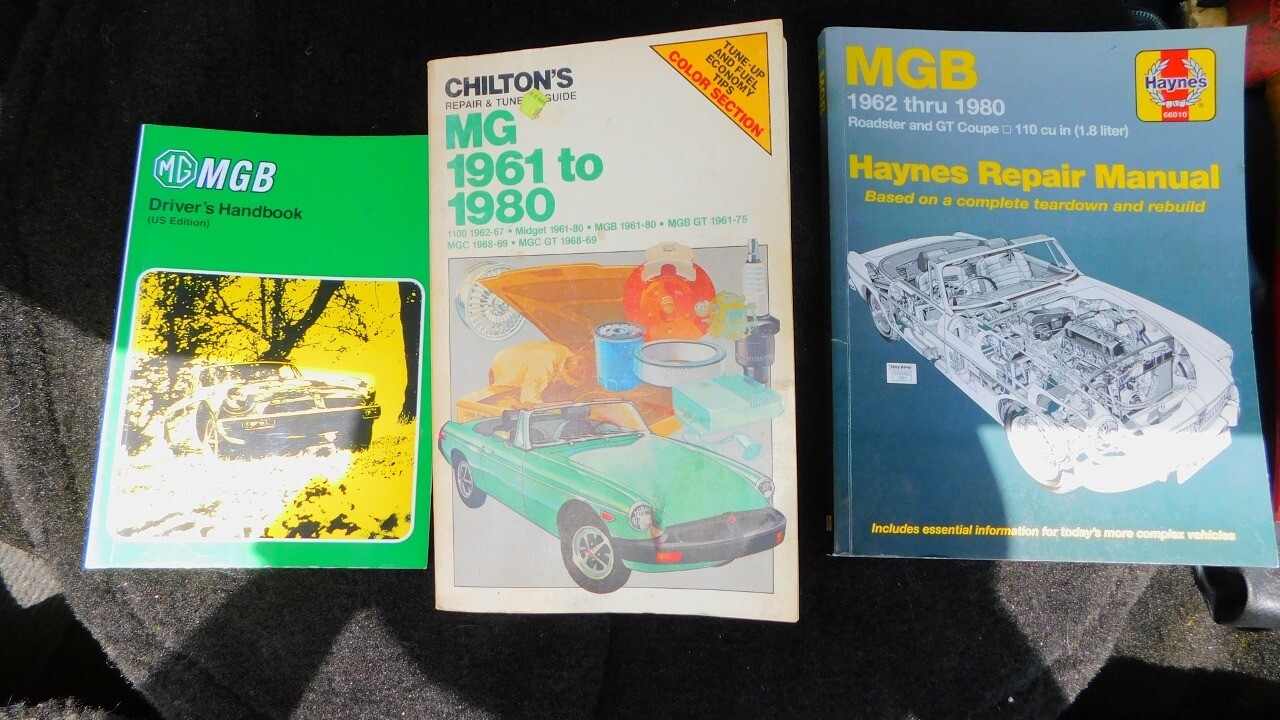 MG MGB
Driver's Handbook
(US Edition)
CHILTON'S
REPAIR & TUNE GUIDE
MG
1961 to
1980
1100 1962-67 • Midget 1961-80 • MGB 1961-80 • MGB GT 1961-75
MGC 1968-69 • MGC GT 1968-69
TUNE-UP
AND FUEL
ECONOMY
TIPS
COLOR SECTION
MGB
1962 thru 1980
Roadster and GT Coupe □ 110 cu in (1.8 liter)
Haynes
66010
Haynes Repair Manual
Based on a complete teardown and rebuild
Includes essential information for today's more complex vehicles